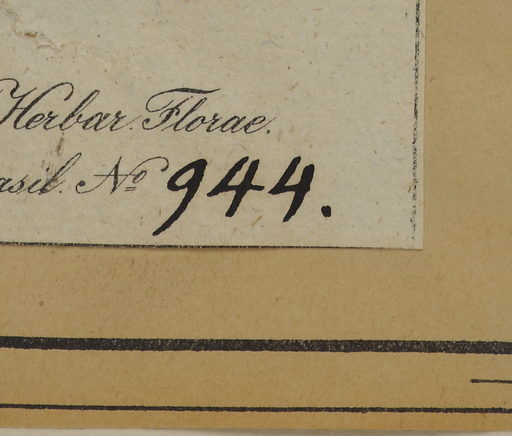 Herbar. Florae.
asil. No 944.